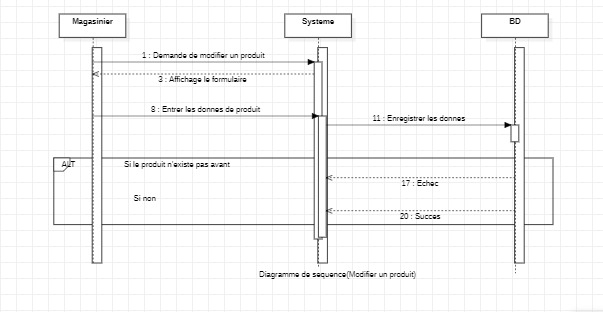 Magasinier
Systeme
BD
1 : Demande de modifier un produit
3 : Affichage le formulaire
8 : Entrer les donnes de produit
11 : Enregistrer les donnes
ALT
Si le produit n'existe pas avant
17 : Echec
Si non
20 : Succes
Diagramme de sequence(Modifier un produit)